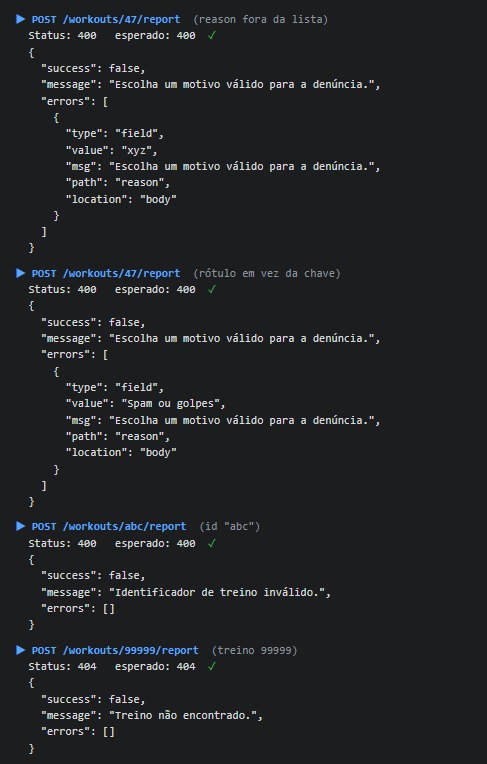 ▶ POST /workouts/47/report (reason fora da lista)
Status: 400 esperado: 400 ✓
{
"success": false,
"message": "Escolha um motivo válido para a denúncia.",
"errors": [
{
"type": "field",
"value": "xyz",
"msg": "Escolha um motivo válido para a denúncia.",
"path": "reason",
"location": "body"
}
]
}
▶ POST /workouts/47/report (rótulo em vez da chave)
Status: 400 esperado: 400 ✓
{
"success": false,
"message": "Escolha um motivo válido para a denúncia.",
"errors": [
{
"type": "field",
"value": "Spam ou golpes",
"msg": "Escolha um motivo válido para a denúncia.",
"path": "reason",
"location": "body"
}
]
}
▶ POST /workouts/abc/report (id "abc")
Status: 400 esperado: 400 ✓
{
"success": false,
"message": "Identificador de treino inválido.",
"errors": []
}
▶ POST /workouts/99999/report (treino 99999)
Status: 404 esperado: 404 ✓
{
"success": false,
"message": "Treino não encontrado.",
"errors": []
}